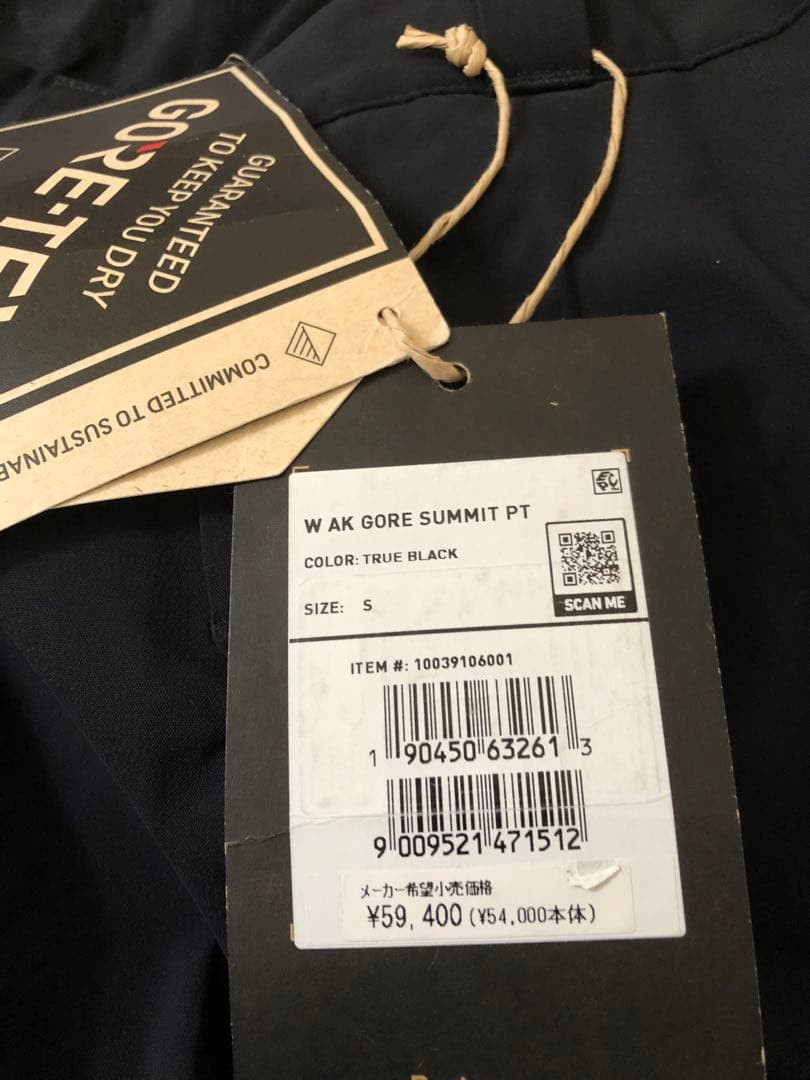 GORE-TEX
GUARANTEED
TO KEEP YOU DRY
COMMITTED TO SUSTAINAB
W AK GORE SUMMIT PT
COLOR: TRUE BLACK
SIZE: S
SCAN ME
ITEM #: 10039106001
1 90450 63261 3
9 009521 471512
メーカー希望小売価格
¥59,400 (¥54,000本体)